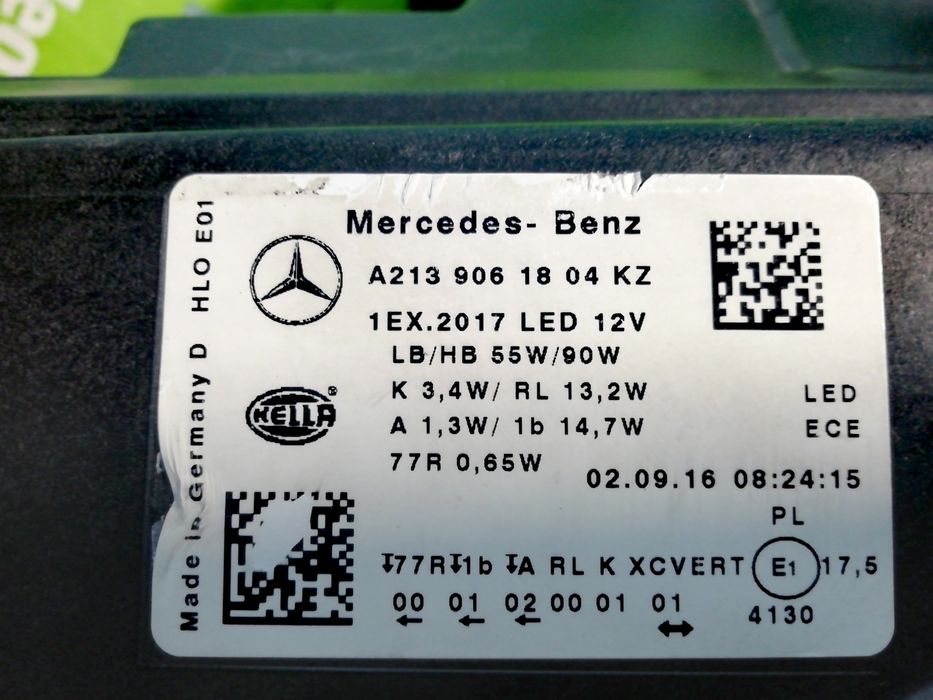 Mercedes- Benz
A213 906 18 04 KZ
1EX.2017 LED 12V
LB/HB 55W/90W
K 3,4W/ RL 13,2W
LED
A 1,3W/ 1b 14,7W
ECE
77R 0,65W
02.09.16 08:24:15
PL
77R 1b A RL K XCVERT E1 17,5
00 01 02 00 01 01
4130
HELLA®
Made in Germany D HLO E01